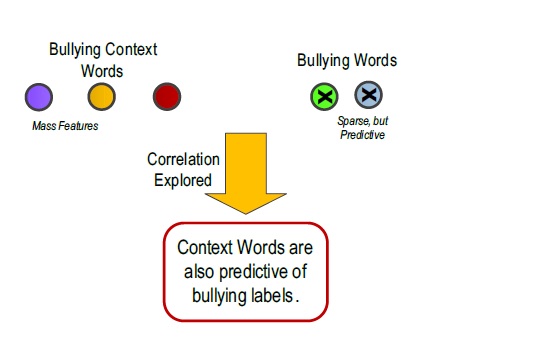 Bullying Context
Words
Mass Features
Bullying Words
X X
Sparse, but
Predictive
Correlation
Explored
Context Words are
also predictive of
bullying labels.